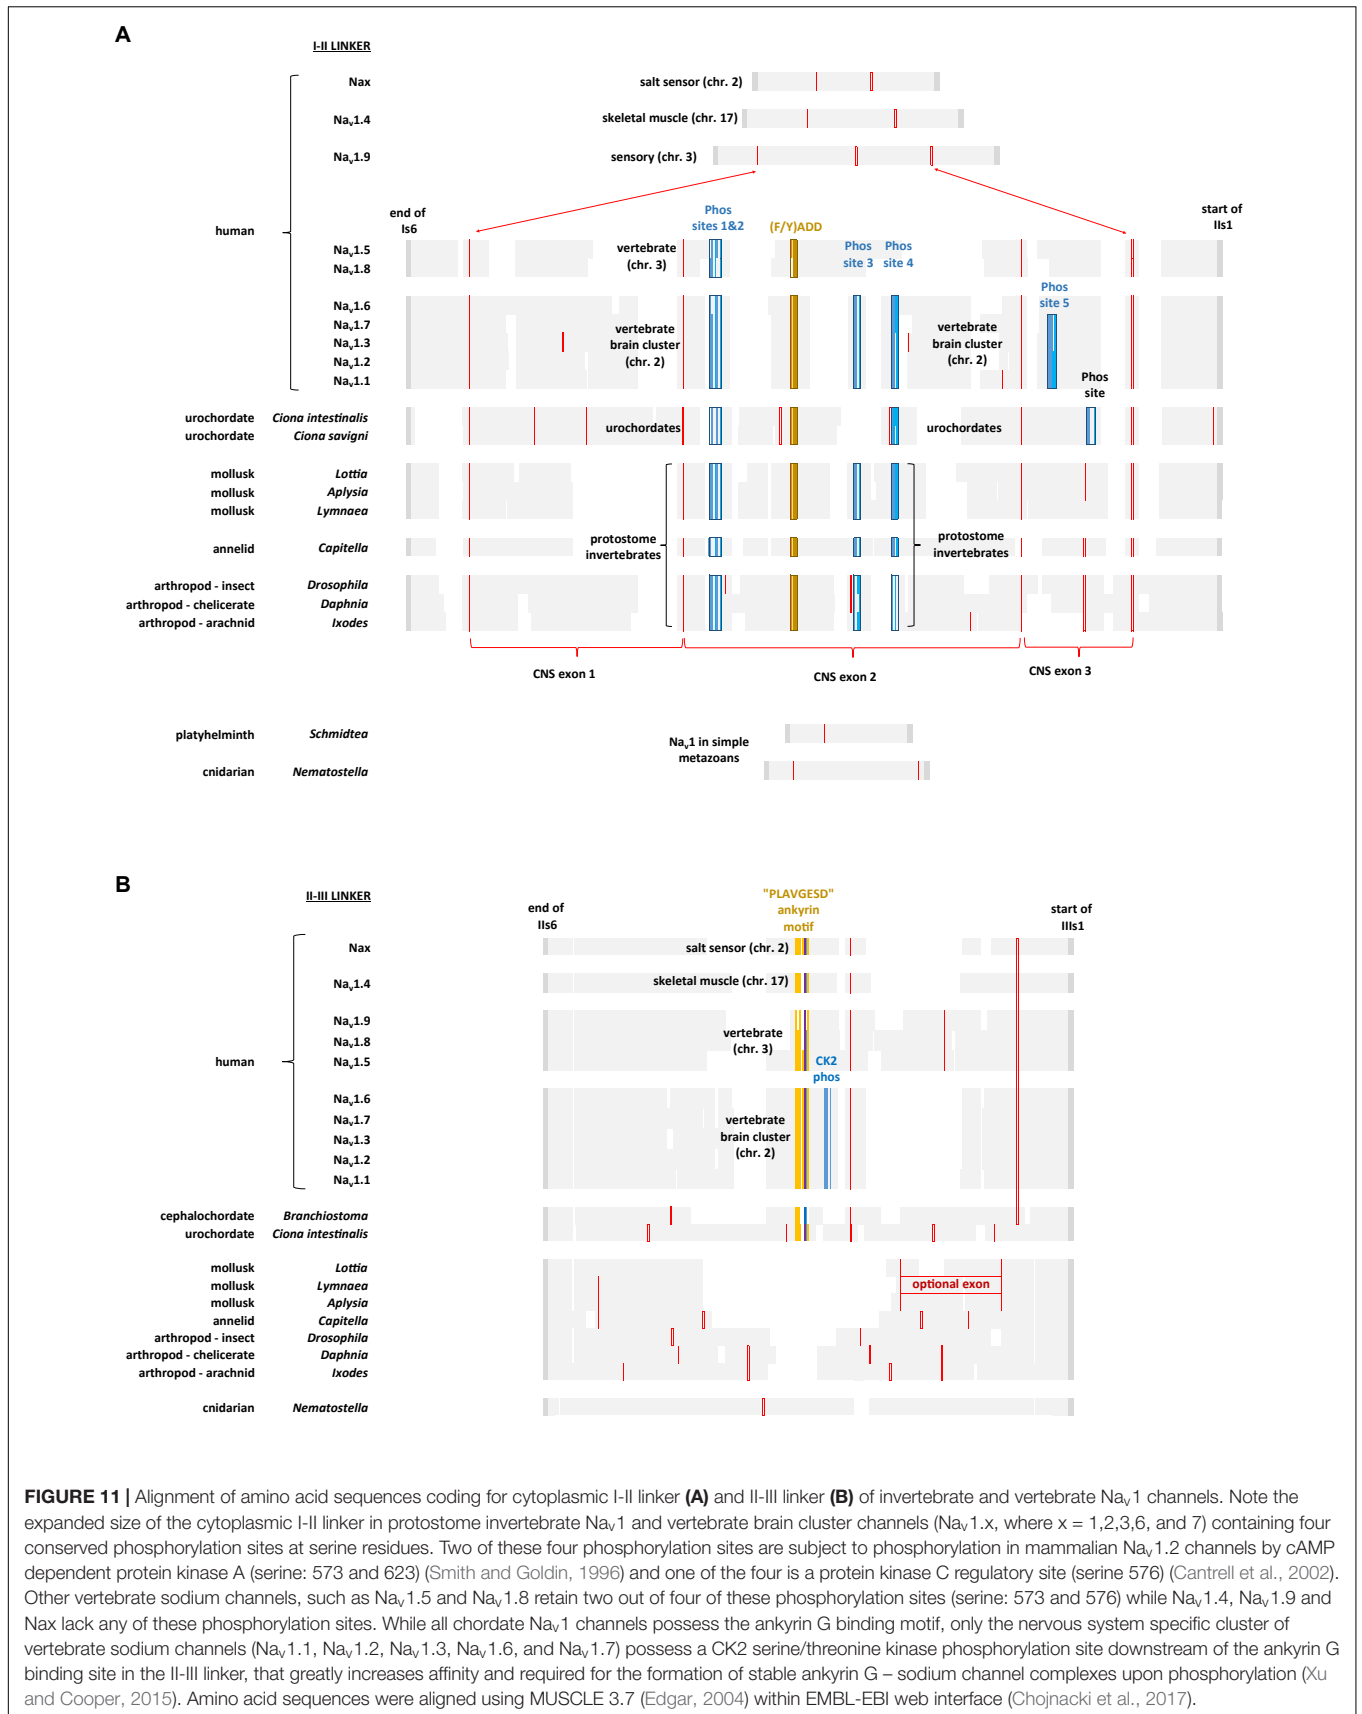 A
I-II LINKER
Nax
salt sensor (chr. 2)
Naᵥ1.4
skeletal muscle (chr. 17)
Naᵥ1.9
sensory (chr. 3)
end of
Is6
Phos
sites 1&2
(F/Y)ADD
start of
IIs1
human
Naᵥ1.5
Naᵥ1.8
vertebrate
(chr. 3)
Phos
site 3
Phos
site 4
Naᵥ1.6
Naᵥ1.7
Naᵥ1.3
Naᵥ1.2
Naᵥ1.1
vertebrate
brain cluster
(chr. 2)
vertebrate
brain cluster
(chr. 2)
Phos
site 5
Phos
site
urochordate Ciona intestinalis
urochordate Ciona savigni
urochordates
urochordates
mollusk Lottia
mollusk Aplysia
mollusk Lymnaea
annelid Capitella
protostome
invertebrates
protostome
invertebrates
arthropod - insect Drosophila
arthropod - chelicerate Daphnia
arthropod - arachnid Ixodes
CNS exon 1
CNS exon 2
CNS exon 3
platyhelminth Schmidtea
cnidarian Nematostella
Naᵥ1 in simple
metazoans
B
II-III LINKER
end of
IIs6
"PLAVGESD"
ankyrin
motif
start of
IIIs1
Nax
salt sensor (chr. 2)
Naᵥ1.4
skeletal muscle (chr. 17)
human
Naᵥ1.9
Naᵥ1.8
Naᵥ1.5
vertebrate
(chr. 3)
CK2
phos
Naᵥ1.6
Naᵥ1.7
Naᵥ1.3
Naᵥ1.2
Naᵥ1.1
vertebrate
brain cluster
(chr. 2)
cephalochordate Branchiostoma
urochordate Ciona intestinalis
mollusk Lottia
mollusk Lymnaea
mollusk Aplysia
optional exon
annelid Capitella
arthropod - insect Drosophila
arthropod - chelicerate Daphnia
arthropod - arachnid Ixodes
cnidarian Nematostella
FIGURE 11 | Alignment of amino acid sequences coding for cytoplasmic I-II linker (A) and II-III linker (B) of invertebrate and vertebrate Naᵥ1 channels. Note the
expanded size of the cytoplasmic I-II linker in protostome invertebrate Naᵥ1 and vertebrate brain cluster channels (Naᵥ1.x, where x = 1,2,3,6, and 7) containing four
conserved phosphorylation sites at serine residues. Two of these four phosphorylation sites are subject to phosphorylation in mammalian Naᵥ1.2 channels by cAMP
dependent protein kinase A (serine: 573 and 623) (Smith and Goldin, 1996) and one of the four is a protein kinase C regulatory site (serine 576) (Cantrell et al., 2002).
Other vertebrate sodium channels, such as Naᵥ1.5 and Naᵥ1.8 retain two out of four of these phosphorylation sites (serine: 573 and 576) while Naᵥ1.4, Naᵥ1.9 and
Nax lack any of these phosphorylation sites. While all chordate Naᵥ1 channels possess the ankyrin G binding motif, only the nervous system specific cluster of
vertebrate sodium channels (Naᵥ1.1, Naᵥ1.2, Naᵥ1.3, Naᵥ1.6, and Naᵥ1.7) possess a CK2 serine/threonine kinase phosphorylation site downstream of the ankyrin G
binding site in the II-III linker, that greatly increases affinity and required for the formation of stable ankyrin G – sodium channel complexes upon phosphorylation (Xu
and Cooper, 2015). Amino acid sequences were aligned using MUSCLE 3.7 (Edgar, 2004) within EMBL-EBI web interface (Chojnacki et al., 2017).